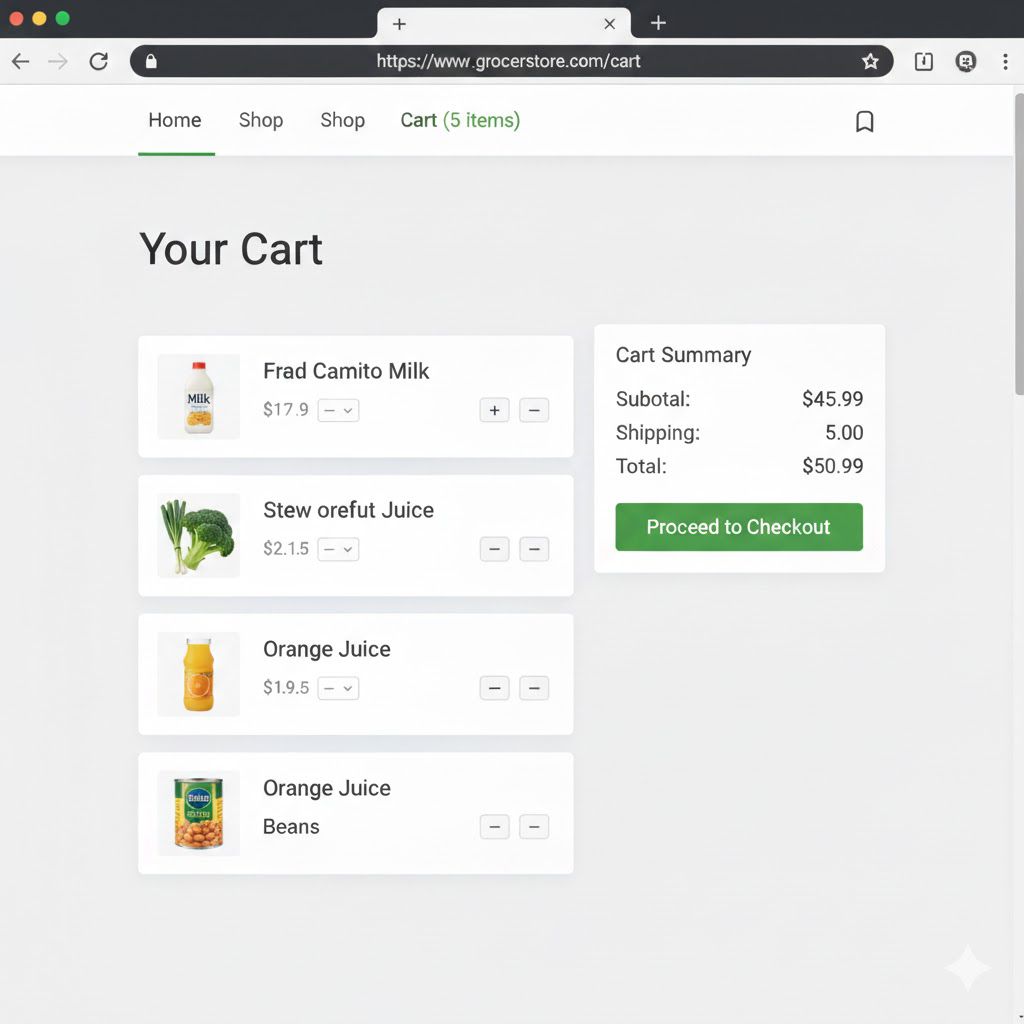 https://www.grocerstore.com/cart
Home Shop Shop Cart (5 items)
Your Cart
Frad Camito Milk
$17.9
Milk
Stew orefut Juice
$2.1.5
Orange Juice
$1.9.5
Orange Juice
Beans
Cart Summary
Subotal: $45.99
Shipping: 5.00
Total: $50.99
Proceed to Checkout